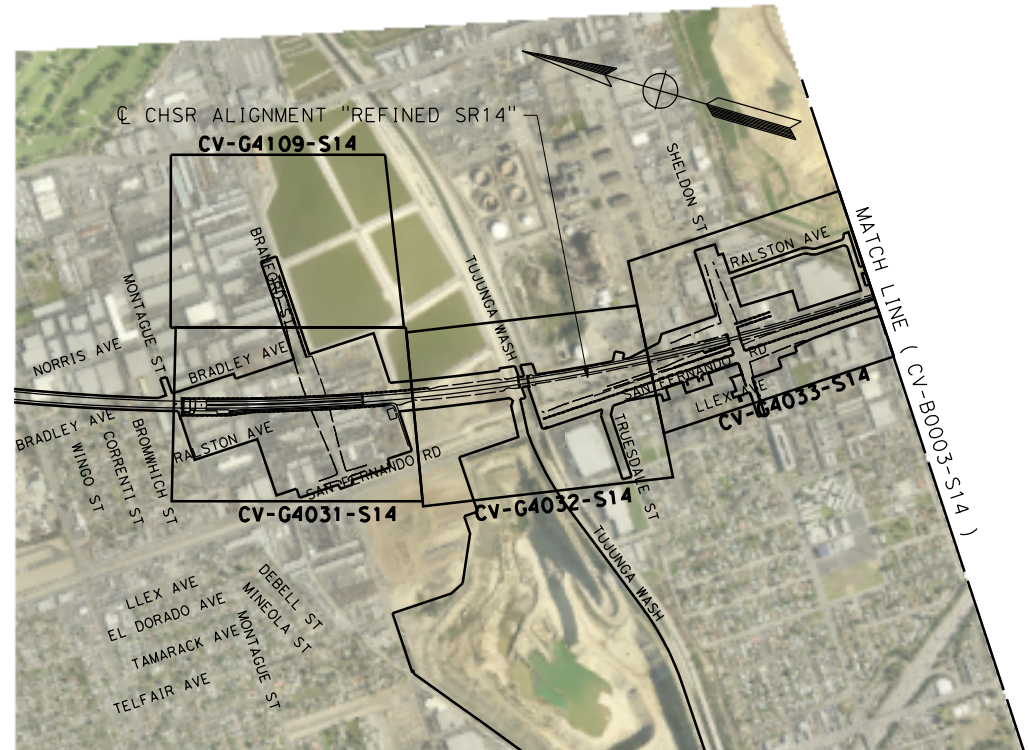 ℄ CHSR ALIGNMENT "REFINED SR14"
CV-G4109-S14
SHELDON ST
BRANFORD ST
TUJUNGA WASH
RALSTON AVE
MATCH LINE ( CV-B0003-S14 )
MONTAGUE ST
NORRIS AVE
BRADLEY AVE
SAN FERNANDO RD
LLEX AVE
CV-G4033-S14
BRADLEY AVE
WINGO ST
CORRENTI ST
BROMWICH ST
RALSTON AVE
SAN FERNANDO RD
TRUESDALE ST
CV-G4031-S14
CV-G4032-S14
TUJUNGA WASH
LLEX AVE
EL DORADO AVE
TAMARACK AVE
TELFAIR AVE
DEBELL ST
MINEOLA ST
MONTAGUE ST